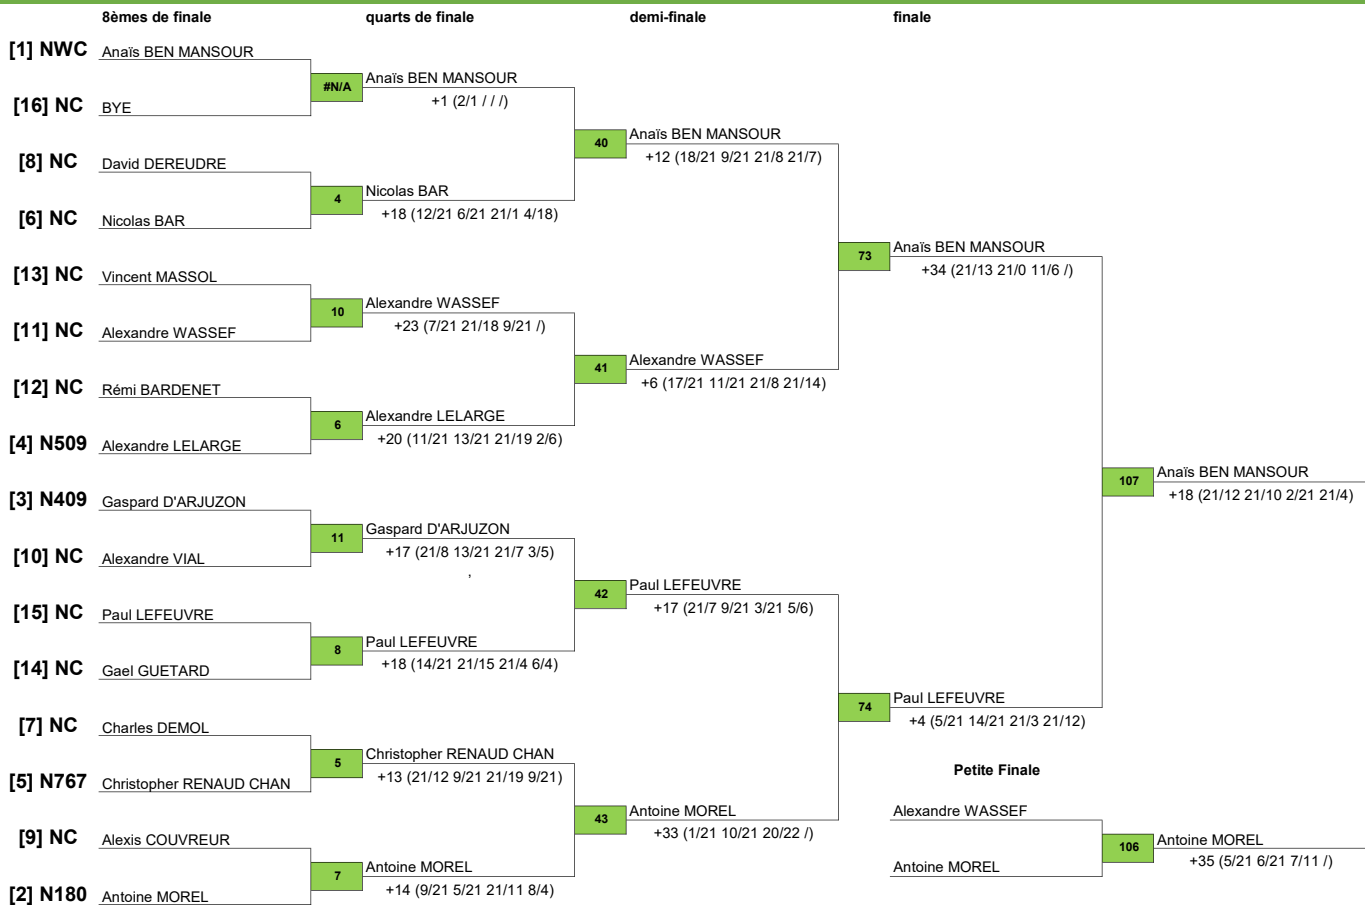 8èmes de finale quarts de finale demi-finale finale
[1] NWC Anaïs BEN MANSOUR
#N/A Anaïs BEN MANSOUR
+1 (2/1 / / /)
[16] NC BYE
40 Anaïs BEN MANSOUR
+12 (18/21 9/21 21/8 21/7)
[8] NC David DEREUDRE
4 Nicolas BAR
+18 (12/21 6/21 21/1 4/18)
[6] NC Nicolas BAR
73 Anaïs BEN MANSOUR
+34 (21/13 21/0 11/6 /)
[13] NC Vincent MASSOL
10 Alexandre WASSEF
+23 (7/21 21/18 9/21 /)
[11] NC Alexandre WASSEF
41 Alexandre WASSEF
+6 (17/21 11/21 21/8 21/14)
[12] NC Rémi BARDENET
6 Alexandre LELARGE
+20 (11/21 13/21 21/19 2/6)
[4] N509 Alexandre LELARGE
107 Anaïs BEN MANSOUR
+18 (21/12 21/10 2/21 21/4)
[3] N409 Gaspard D'ARJUZON
11 Gaspard D'ARJUZON
+17 (21/8 13/21 21/7 3/5)
,
[10] NC Alexandre VIAL
42 Paul LEFEUVRE
+17 (21/7 9/21 3/21 5/6)
[15] NC Paul LEFEUVRE
8 Paul LEFEUVRE
+18 (14/21 21/15 21/4 6/4)
[14] NC Gael GUETARD
74 Paul LEFEUVRE
+4 (5/21 14/21 21/3 21/12)
[7] NC Charles DEMOL
5 Christopher RENAUD CHAN
+13 (21/12 9/21 21/19 9/21)
[5] N767 Christopher RENAUD CHAN
43 Antoine MOREL
+33 (1/21 10/21 20/22 /)
[9] NC Alexis COUVREUR
7 Antoine MOREL
+14 (9/21 5/21 21/11 8/4)
[2] N180 Antoine MOREL
Petite Finale
Alexandre WASSEF
106 Antoine MOREL
+35 (5/21 6/21 7/11 /)
Antoine MOREL